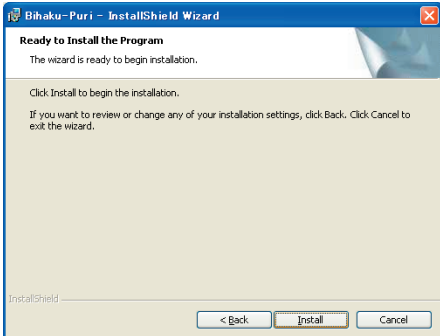 Bihaku-Puri - InstallShield Wizard
Ready to Install the Program
The wizard is ready to begin installation.
Click Install to begin the installation.
If you want to review or change any of your installation settings, click Back. Click Cancel to
exit the wizard.
InstallShield
< Back
Install
Cancel